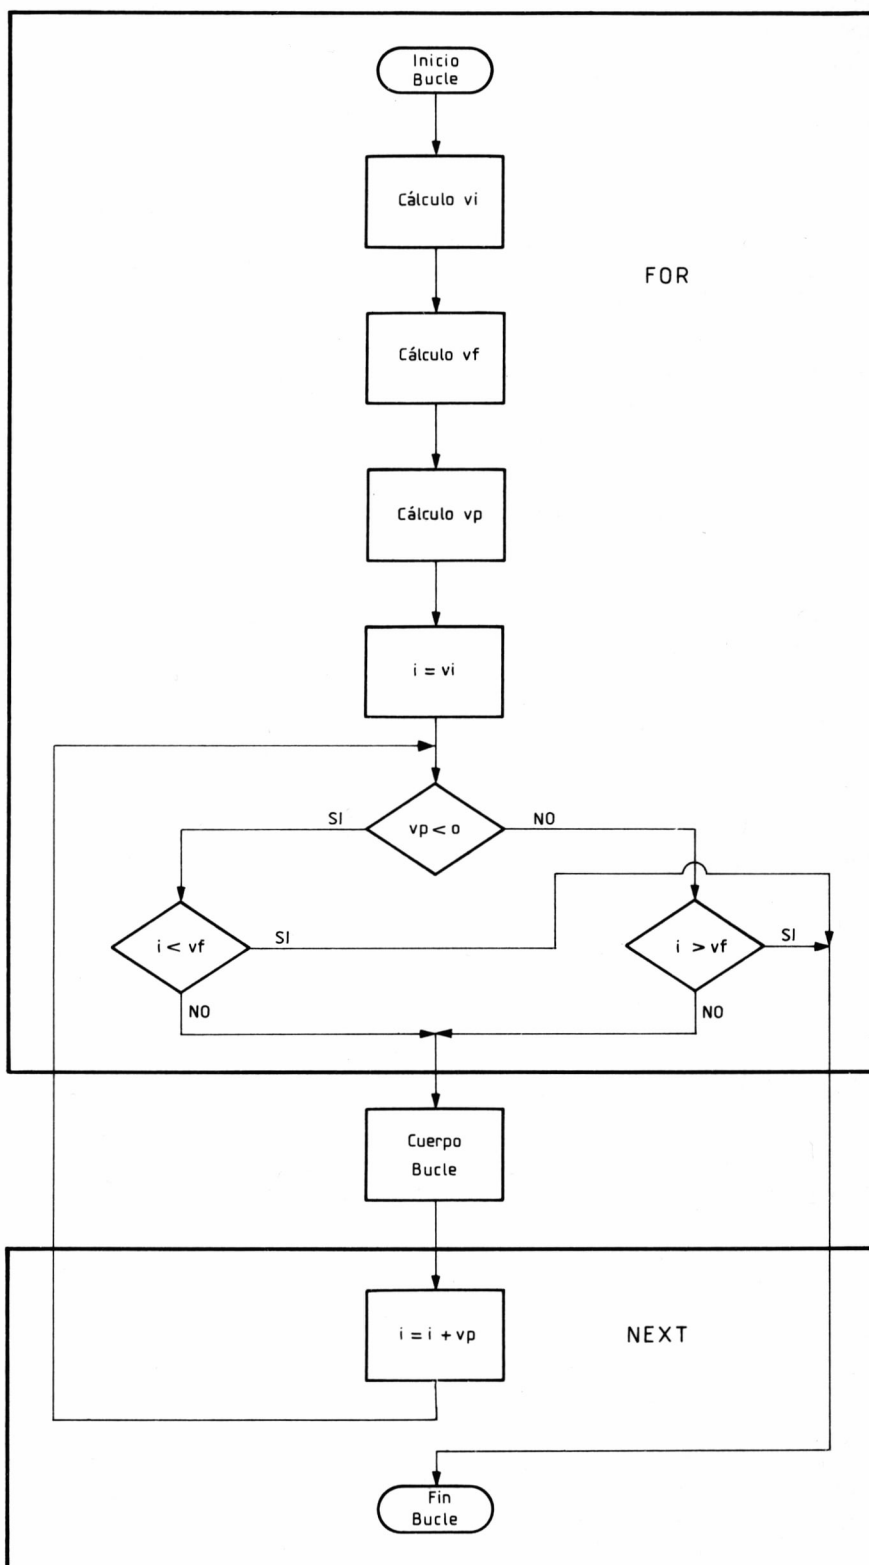 Inicio
Bucle
Cálculo vi
FOR
Cálculo vf
Cálculo vp
i = vi
SI
vp < o
NO
i < vf
SI
i > vf
SI
NO
NO
Cuerpo
Bucle
i = i + vp
NEXT
Fin
Bucle